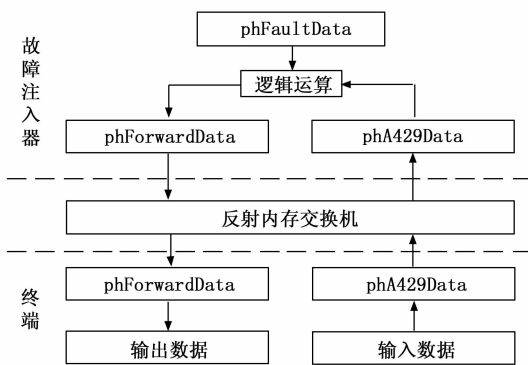 故障注入器
phFaultData
逻辑运算
phForwardData
phA429Data
反射内存交换机
终端
phForwardData
phA429Data
输出数据
输入数据